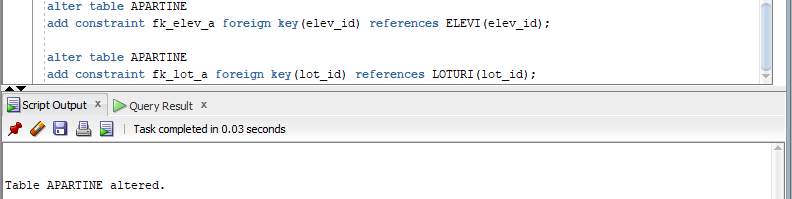 alter table APARTINE
add constraint fk_elev_a foreign key(elev_id) references ELEVI(elev_id);
alter table APARTINE
add constraint fk_lot_a foreign key(lot_id) references LOTURI(lot_id);
Script Output x Query Result x
Task completed in 0.03 seconds
Table APARTINE altered.